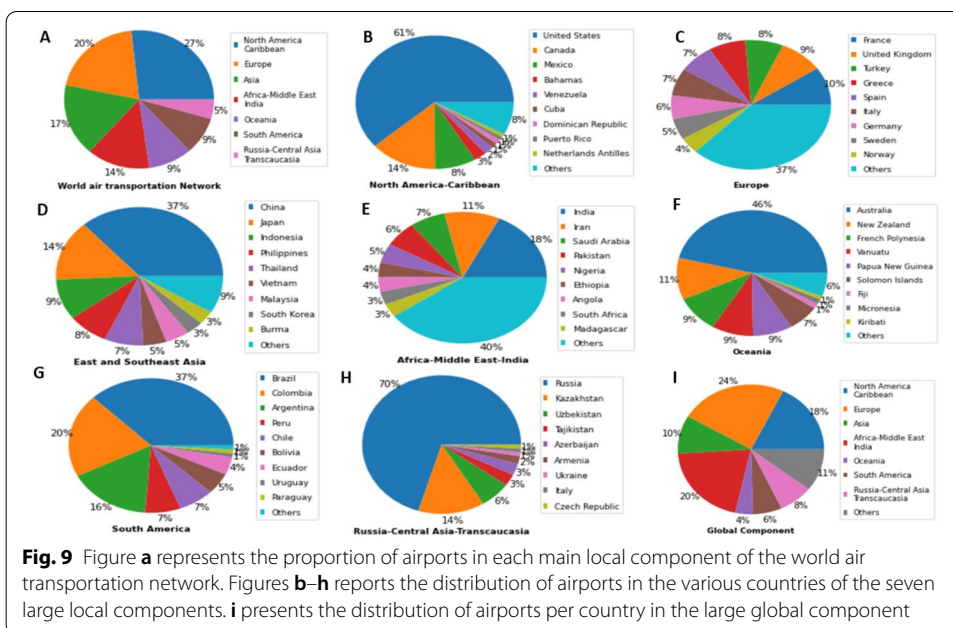 A
20%
27%
17%
14%
9%
9%
5%
North America
Caribbean
Europe
Asia
Africa-Middle East
India
Oceania
South America
Russia-Central Asia
Transcaucasia
World air transportation Network
B
61%
14%
8%
3%
2%
8%
1%
United States
Canada
Mexico
Bahamas
Venezuela
Cuba
Dominican Republic
Puerto Rico
Netherlands Antilles
Others
North America-Caribbean
C
8%
8%
9%
10%
7%
7%
6%
5%
4%
37%
France
United Kingdom
Turkey
Greece
Spain
Italy
Germany
Sweden
Norway
Others
Europe
D
37%
14%
9%
8%
7%
5%
5%
3%
3%
9%
China
Japan
Indonesia
Philippines
Thailand
Vietnam
Malaysia
South Korea
Burma
Others
East and Southeast Asia
E
11%
7%
6%
5%
4%
4%
3%
3%
18%
40%
India
Iran
Saudi Arabia
Pakistan
Nigeria
Ethiopia
Angola
South Africa
Madagascar
Others
Africa-Middle East-India
F
46%
11%
9%
9%
9%
7%
1%
1%
1%
6%
Australia
New Zealand
French Polynesia
Vanuatu
Papua New Guinea
Solomon Islands
Fiji
Micronesia
Kiribati
Others
Oceania
G
37%
20%
16%
7%
7%
5%
4%
1%
1%
1%
Brazil
Colombia
Argentina
Peru
Chile
Bolivia
Ecuador
Uruguay
Paraguay
Others
South America
H
70%
14%
6%
3%
3%
2%
1%
1%
Russia
Kazakhstan
Uzbekistan
Tajikistan
Azerbaijan
Armenia
Ukraine
Italy
Czech Republic
Russia-Central Asia-Transcaucasia
I
24%
18%
10%
20%
4%
6%
8%
11%
North America
Caribbean
Europe
Asia
Africa-Middle East
India
Oceania
South America
Russia-Central Asia
Transcaucasia
Others
Global Component
Fig. 9 Figure a represents the proportion of airports in each main local component of the world air
transportation network. Figures b–h reports the distribution of airports in the various countries of the seven
large local components. i presents the distribution of airports per country in the large global component